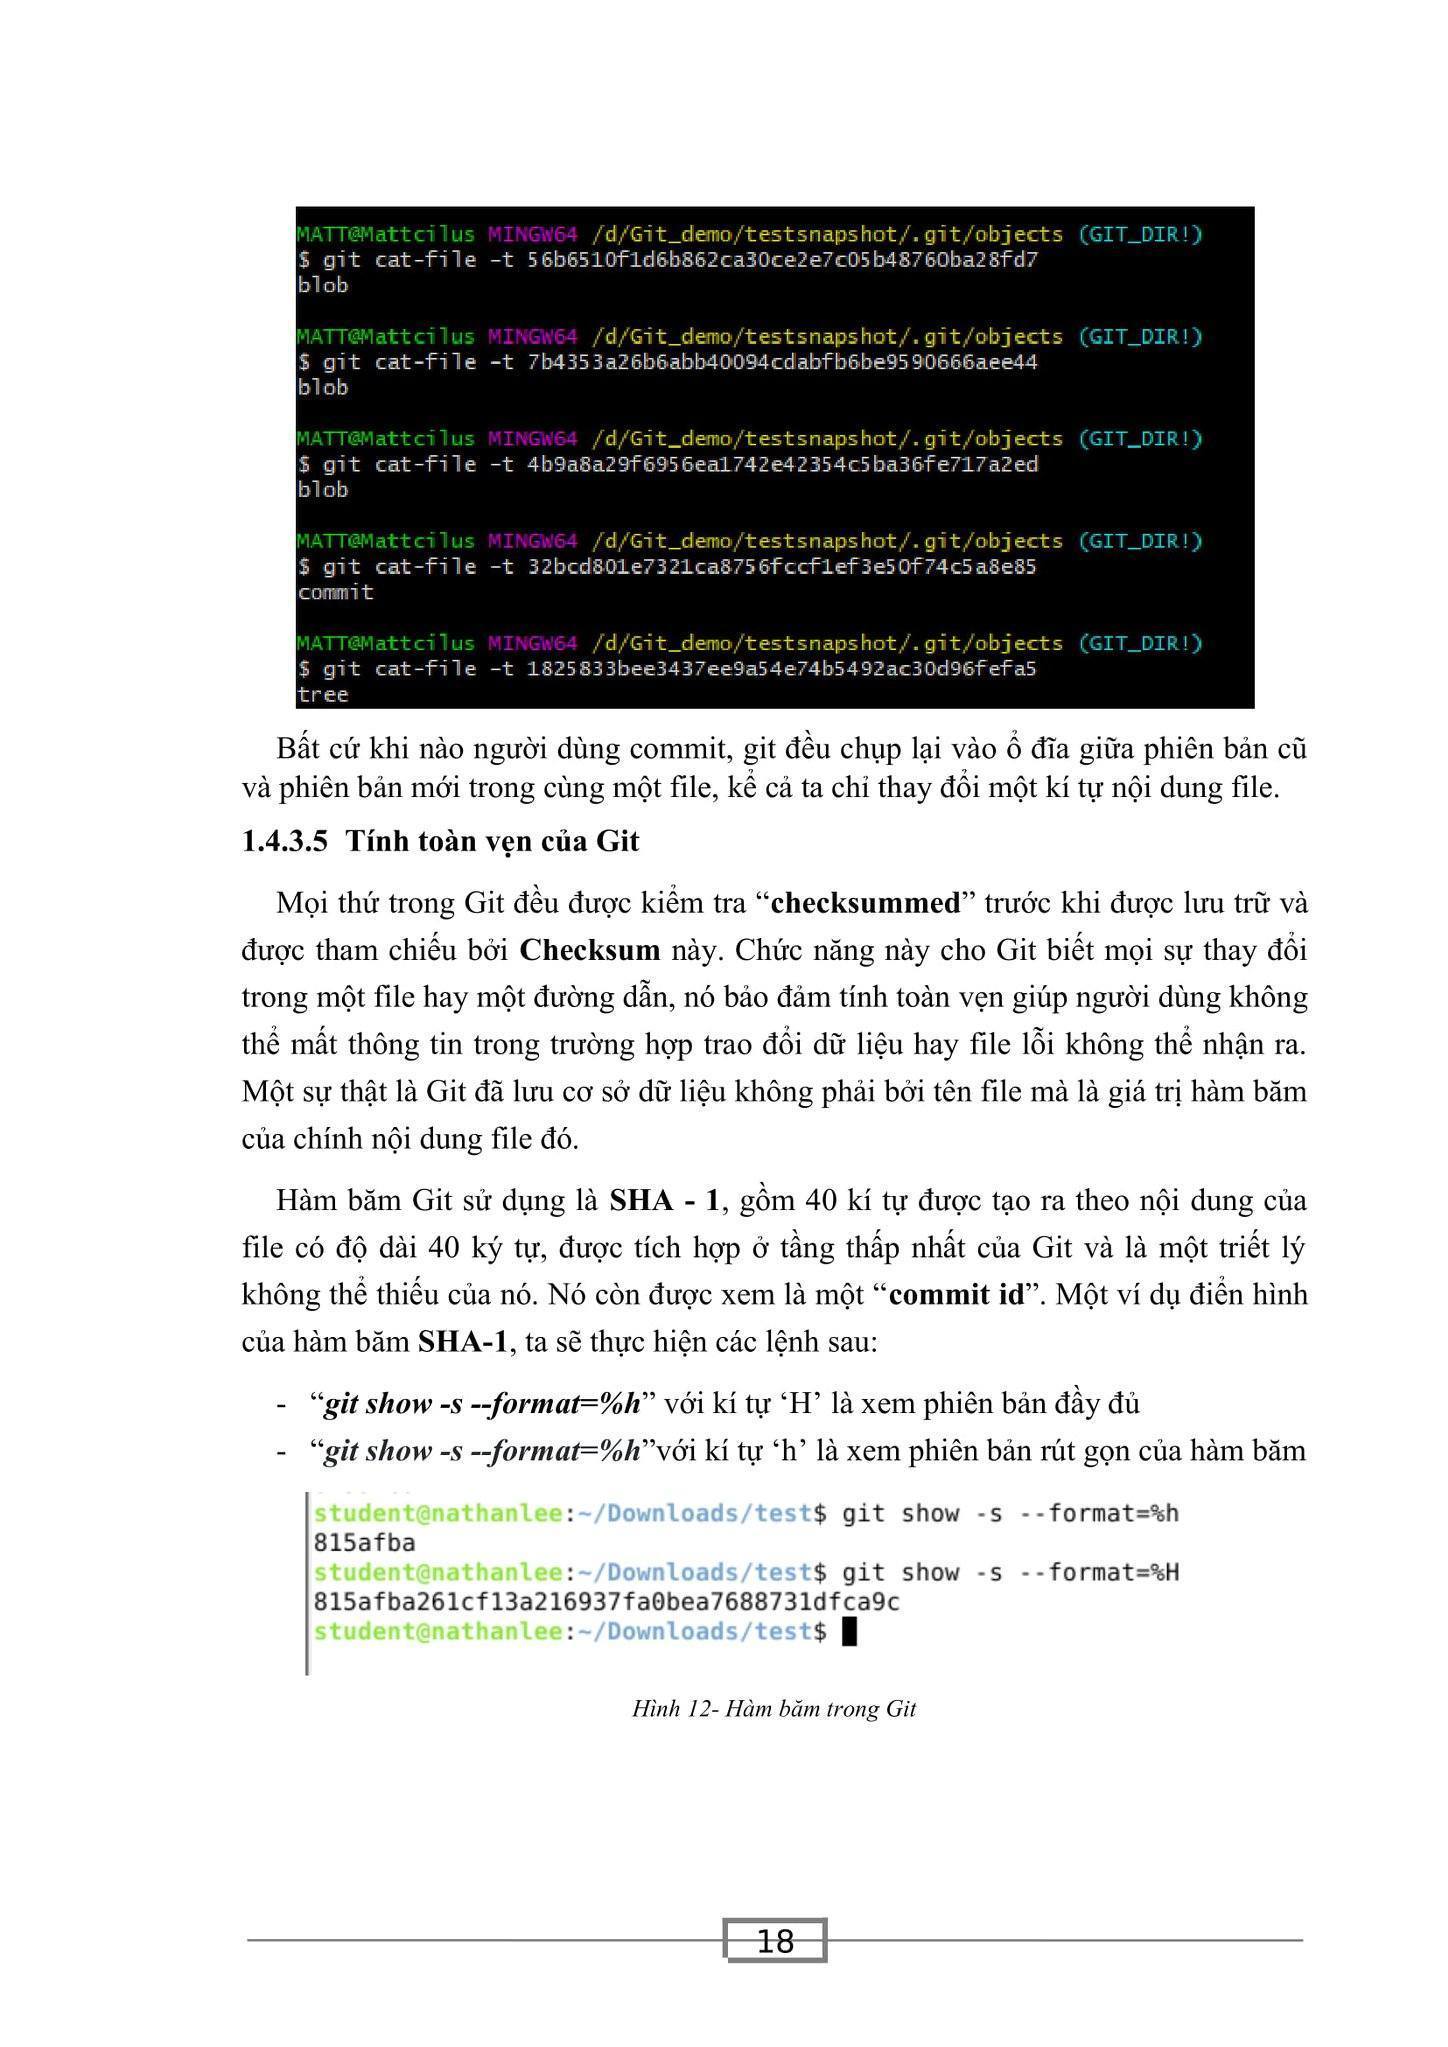 MATT@Mattcilus MINGW64 /d/Git_demo/testsnapshot/.git/objects (GIT_DIR!)
$ git cat-file -t 56b6510f1d6b862ca30ce2e7c05b48760ba28fd7
blob
MATT@Mattcilus MINGW64 /d/Git_demo/testsnapshot/.git/objects (GIT_DIR!)
$ git cat-file -t 7b4353a26b6abb40094cdabfb6be9590666aee44
blob
MATT@Mattcilus MINGW64 /d/Git_demo/testsnapshot/.git/objects (GIT_DIR!)
$ git cat-file -t 4b9a8a29f6956ea1742e42354c5ba36fe717a2ed
blob
MATT@Mattcilus MINGW64 /d/Git_demo/testsnapshot/.git/objects (GIT_DIR!)
$ git cat-file -t 32bcd801e7321ca8756fccf1ef3e50f74c5a8e85
commit
MATT@Mattcilus MINGW64 /d/Git_demo/testsnapshot/.git/objects (GIT_DIR!)
$ git cat-file -t 1825833bee3437ee9a54e74b5492ac30d96fefa5
tree
Bất cứ khi nào người dùng commit, git đều chụp lại vào ổ đĩa giữa phiên bản cũ
và phiên bản mới trong cùng một file, kể cả ta chỉ thay đổi một kí tự nội dung file.
1.4.3.5 Tính toàn vẹn của Git
Mọi thứ trong Git đều được kiểm tra “checksummed” trước khi được lưu trữ và
được tham chiếu bởi Checksum này. Chức năng này cho Git biết mọi sự thay đổi
trong một file hay một đường dẫn, nó bảo đảm tính toàn vẹn giúp người dùng không
thể mất thông tin trong trường hợp trao đổi dữ liệu hay file lỗi không thể nhận ra.
Một sự thật là Git đã lưu cơ sở dữ liệu không phải bởi tên file mà là giá trị hàm băm
của chính nội dung file đó.
Hàm băm Git sử dụng là SHA - 1, gồm 40 kí tự được tạo ra theo nội dung của
file có độ dài 40 ký tự, được tích hợp ở tầng thấp nhất của Git và là một triết lý
không thể thiếu của nó. Nó còn được xem là một “commit id”. Một ví dụ điển hình
của hàm băm SHA-1, ta sẽ thực hiện các lệnh sau:
- “git show -s --format=%h” với kí tự ‘H’ là xem phiên bản đầy đủ
- “git show -s --format=%h”với kí tự ‘h’ là xem phiên bản rút gọn của hàm băm
student@nathanlee:~/Downloads/test$ git show -s --format=%h
815afba
student@nathanlee:~/Downloads/test$ git show -s --format=%H
815afba261cf13a216937fa0bea7688731dfca9c
student@nathanlee:~/Downloads/test$
Hình 12- Hàm băm trong Git
18